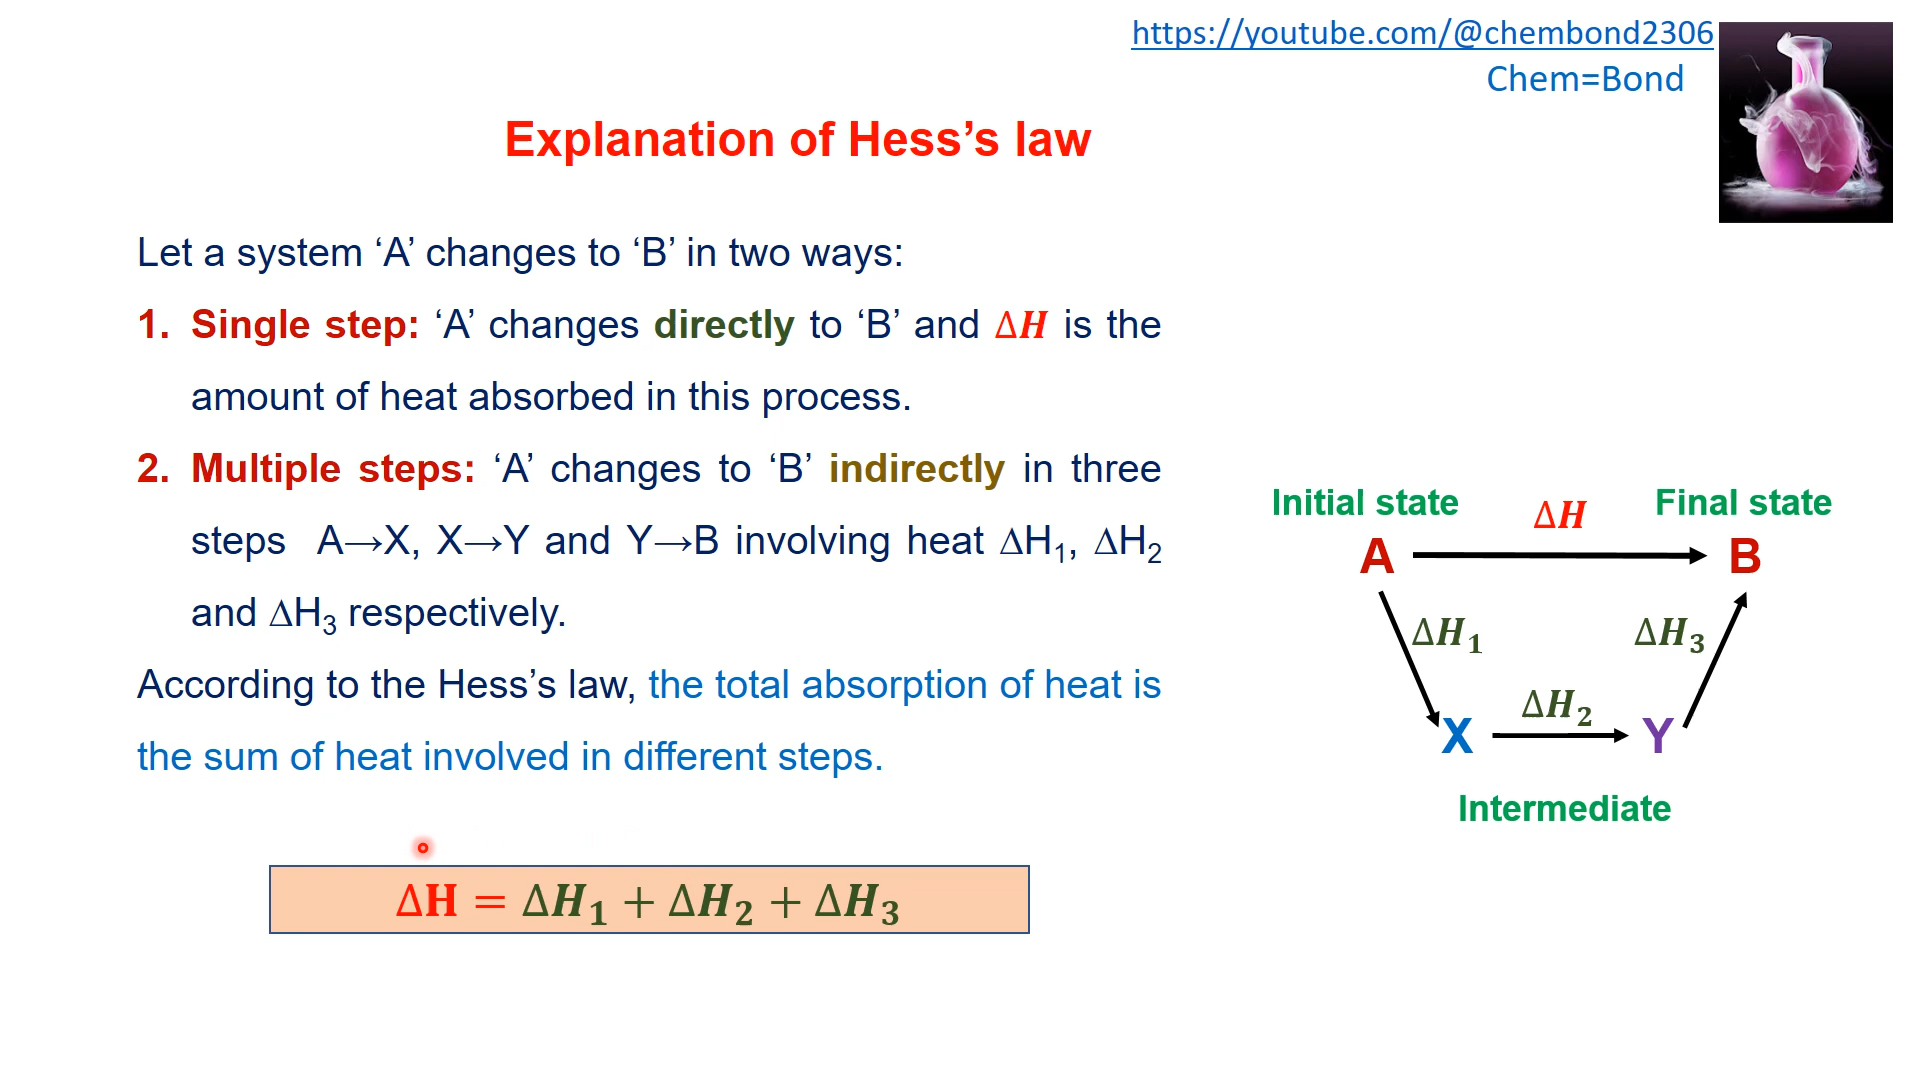 https://youtube.com/@chembond2306
Chem=Bond
Explanation of Hess’s law
Let a system ‘A’ changes to ‘B’ in two ways:
1. Single step: ‘A’ changes directly to ‘B’ and ΔH is the
amount of heat absorbed in this process.
2. Multiple steps: ‘A’ changes to ‘B’ indirectly in three
steps A→X, X→Y and Y→B involving heat ΔH₁, ΔH₂
and ΔH₃ respectively.
According to the Hess’s law, the total absorption of heat is
the sum of heat involved in different steps.
ΔH = ΔH₁ + ΔH₂ + ΔH₃
Initial state
ΔH
Final state
A
B
ΔH₁
ΔH₃
ΔH₂
X
Y
Intermediate